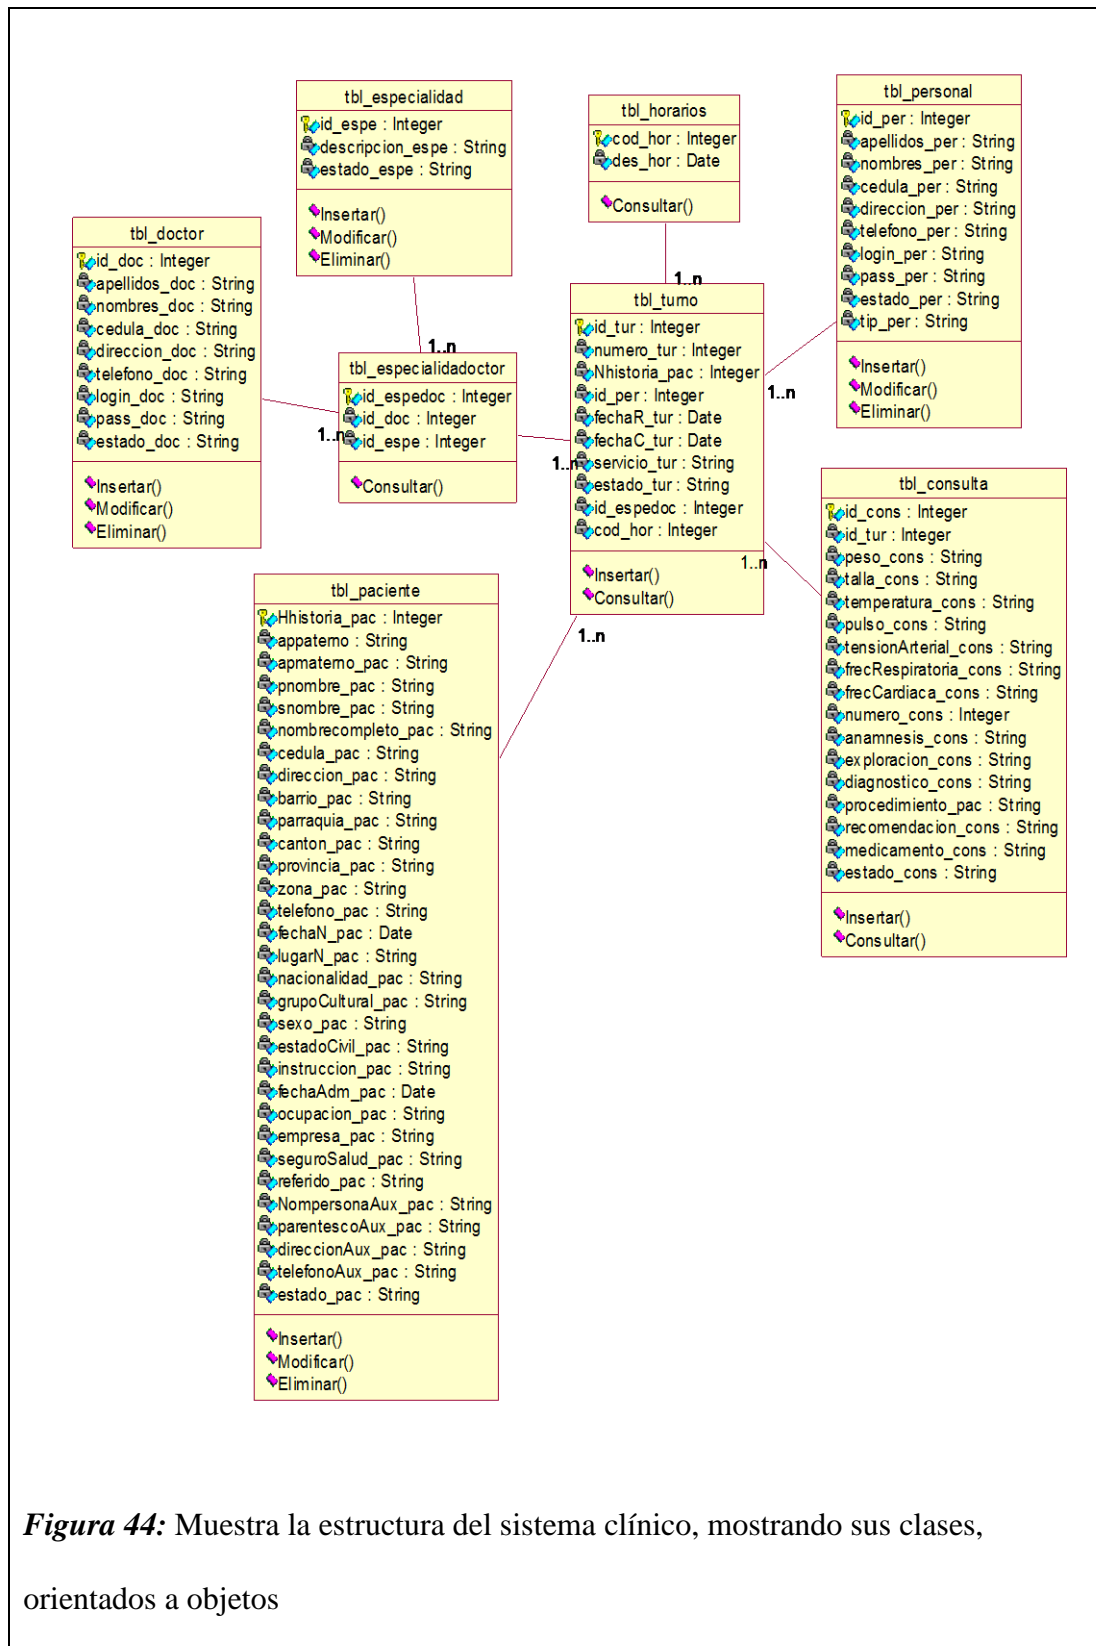 tbl_especialidad
id_espe : Integer
descripcion_espe : String
estado_espe : String
Insertar()
Modificar()
Eliminar()
tbl_horarios
cod_hor : Integer
des_hor : Date
Consultar()
tbl_personal
id_per : Integer
apellidos_per : String
nombres_per : String
cedula_per : String
direccion_per : String
telefono_per : String
login_per : String
pass_per : String
estado_per : String
tip_per : String
Insertar()
Modificar()
Eliminar()
tbl_doctor
id_doc : Integer
apellidos_doc : String
nombres_doc : String
cedula_doc : String
direccion_doc : String
telefono_doc : String
login_doc : String
pass_doc : String
estado_doc : String
Insertar()
Modificar()
Eliminar()
1..n
tbl_especialidadoctor
id_espedoc : Integer
id_doc : Integer
id_espe : Integer
Consultar()
1..n
1..n
tbl_turno
id_tur : Integer
numero_tur : Integer
Nhistoria_pac : Integer
id_per : Integer
fechaR_tur : Date
fechaC_tur : Date
servicio_tur : String
estado_tur : String
id_espedoc : Integer
cod_hor : Integer
Insertar()
Consultar()
1..n
1..n
1..n
1..n
tbl_consulta
id_cons : Integer
id_tur : Integer
peso_cons : String
talla_cons : String
temperatura_cons : String
pulso_cons : String
tensionArterial_cons : String
frecRespiratoria_cons : String
frecCardiaca_cons : String
numero_cons : Integer
anamnesis_cons : String
exploracion_cons : String
diagnostico_cons : String
procedimiento_pac : String
recomendacion_cons : String
medicamento_cons : String
estado_cons : String
Insertar()
Consultar()
tbl_paciente
Hhistoria_pac : Integer
appaterno : String
apmaterno_pac : String
pnombre_pac : String
snombre_pac : String
nombrecompleto_pac : String
cedula_pac : String
direccion_pac : String
barrio_pac : String
parraquia_pac : String
canton_pac : String
provincia_pac : String
zona_pac : String
telefono_pac : String
fechaN_pac : Date
lugarN_pac : String
nacionalidad_pac : String
grupoCultural_pac : String
sexo_pac : String
estadoCivil_pac : String
instruccion_pac : String
fechaAdm_pac : Date
ocupacion_pac : String
empresa_pac : String
seguroSalud_pac : String
referido_pac : String
NompersonaAux_pac : String
parentescoAux_pac : String
direccionAux_pac : String
telefonoAux_pac : String
estado_pac : String
Insertar()
Modificar()
Eliminar()
Figura 44: Muestra la estructura del sistema clínico, mostrando sus clases,
orientados a objetos